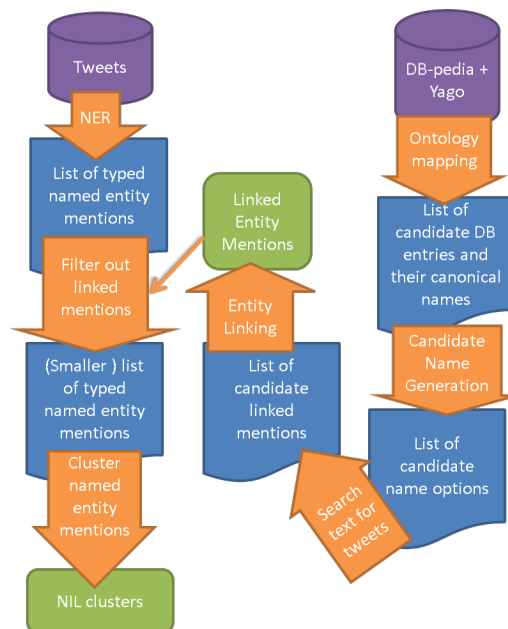 Tweets
NER
List of typed
named entity
mentions
Filter out
linked
mentions
(Smaller ) list
of typed
named entity
mentions
Cluster
named
entity
mentions
NIL clusters
Linked
Entity
Mentions
Entity
Linking
List of
candidate
linked
mentions
DB-pedia +
Yago
Ontology
mapping
List of
candidate DB
entries and
their canonical
names
Candidate
Name
Generation
List of
candidate
name options
Search
text for
tweets